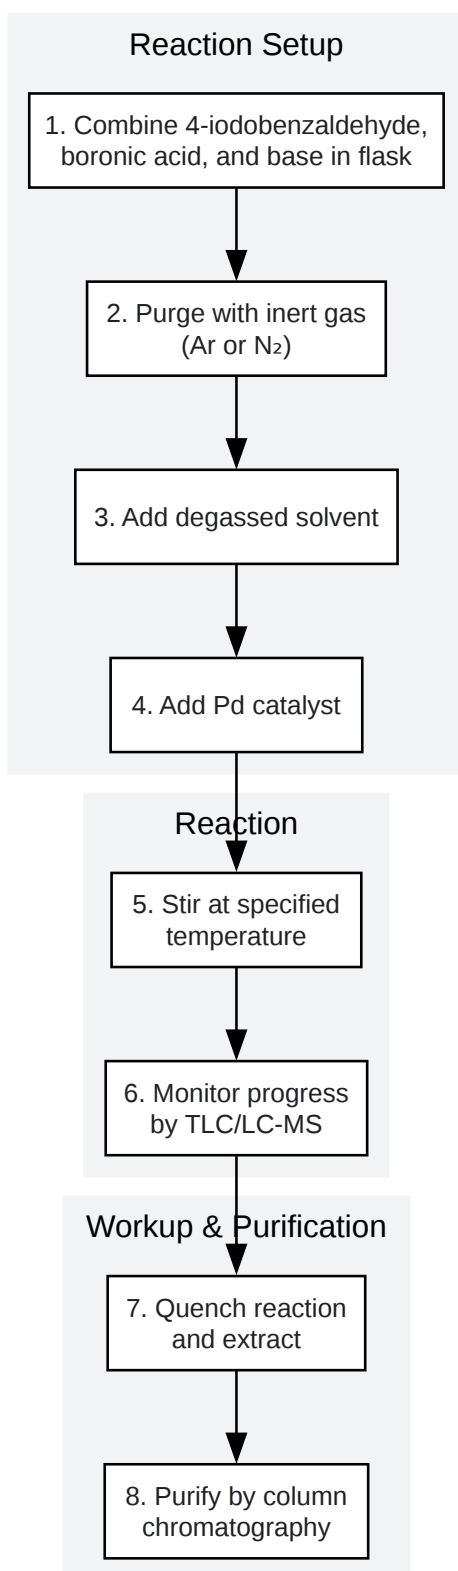 Reaction Setup
1. Combine 4-iodobenzaldehyde,
boronic acid, and base in flask
2. Purge with inert gas
(Ar or N₂)
3. Add degassed solvent
4. Add Pd catalyst
Reaction
5. Stir at specified
temperature
6. Monitor progress
by TLC/LC-MS
Workup & Purification
7. Quench reaction
and extract
8. Purify by column
chromatography